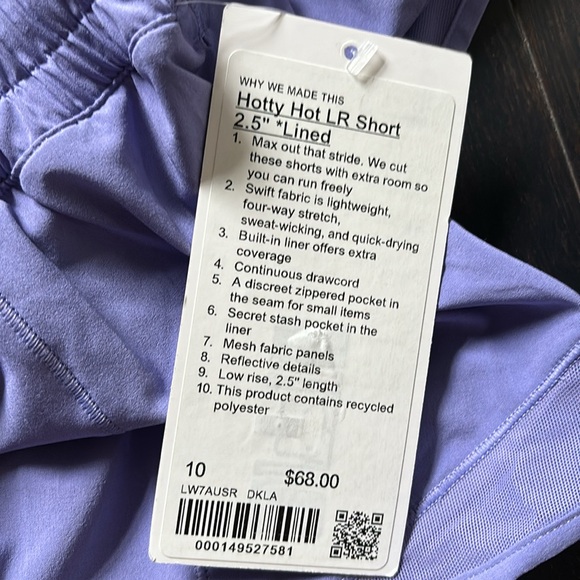 WHY WE MADE THIS
Hotty Hot LR Short
2.5" *Lined
1. Max out that stride. We cut
these shorts with extra room so
you can run freely
2. Swift fabric is lightweight,
four-way stretch,
sweat-wicking, and quick-drying
3. Built-in liner offers extra
coverage
4. Continuous drawcord
5. A discreet zippered pocket in
the seam for small items
6. Secret stash pocket in the
liner
7. Mesh fabric panels
8. Reflective details
9. Low rise, 2.5" length
10. This product contains recycled
polyester
10 $68.00
LW7AUSR DKLA
000149527581